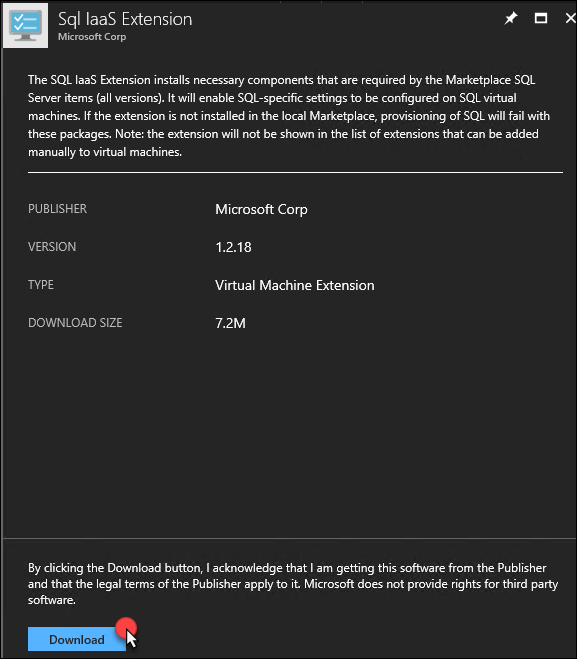 Sql IaaS Extension
Microsoft Corp
The SQL IaaS Extension installs necessary components that are required by the Marketplace SQL
Server items (all versions). It will enable SQL-specific settings to be configured on SQL virtual
machines. If the extension is not installed in the local Marketplace, provisioning of SQL will fail with
these packages. Note: the extension will not be shown in the list of extensions that can be added
manually to virtual machines.
PUBLISHER Microsoft Corp
VERSION 1.2.18
TYPE Virtual Machine Extension
DOWNLOAD SIZE 7.2M
By clicking the Download button, I acknowledge that I am getting this software from the Publisher
and that the legal terms of the Publisher apply to it. Microsoft does not provide rights for third party
software.
Download